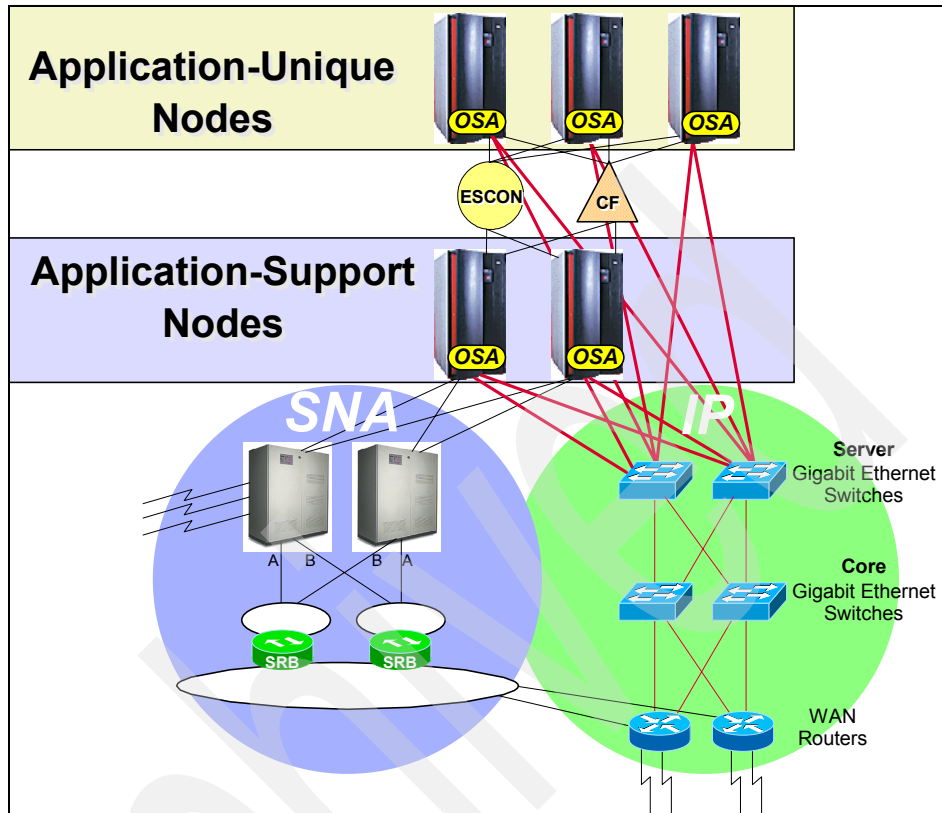 Application-Unique
Nodes
OSA
OSA
OSA
ESCON
CF
Application-Support
Nodes
OSA
OSA
SNA
IP
Server
Gigabit Ethernet
Switches
A
B
B
A
Core
Gigabit Ethernet
Switches
SRB
SRB
WAN
Routers